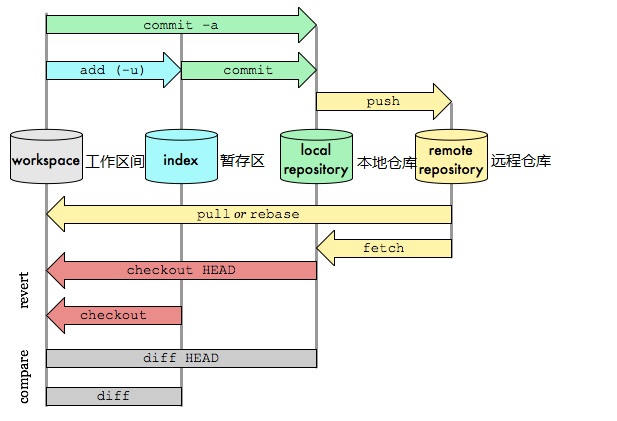 commit -a
add (-u)
commit
push
workspace
工作区间
index
暂存区
local
repository
本地仓库
remote
repository
远程仓库
pull or rebase
fetch
checkout HEAD
revert
checkout
diff HEAD
compare
diff